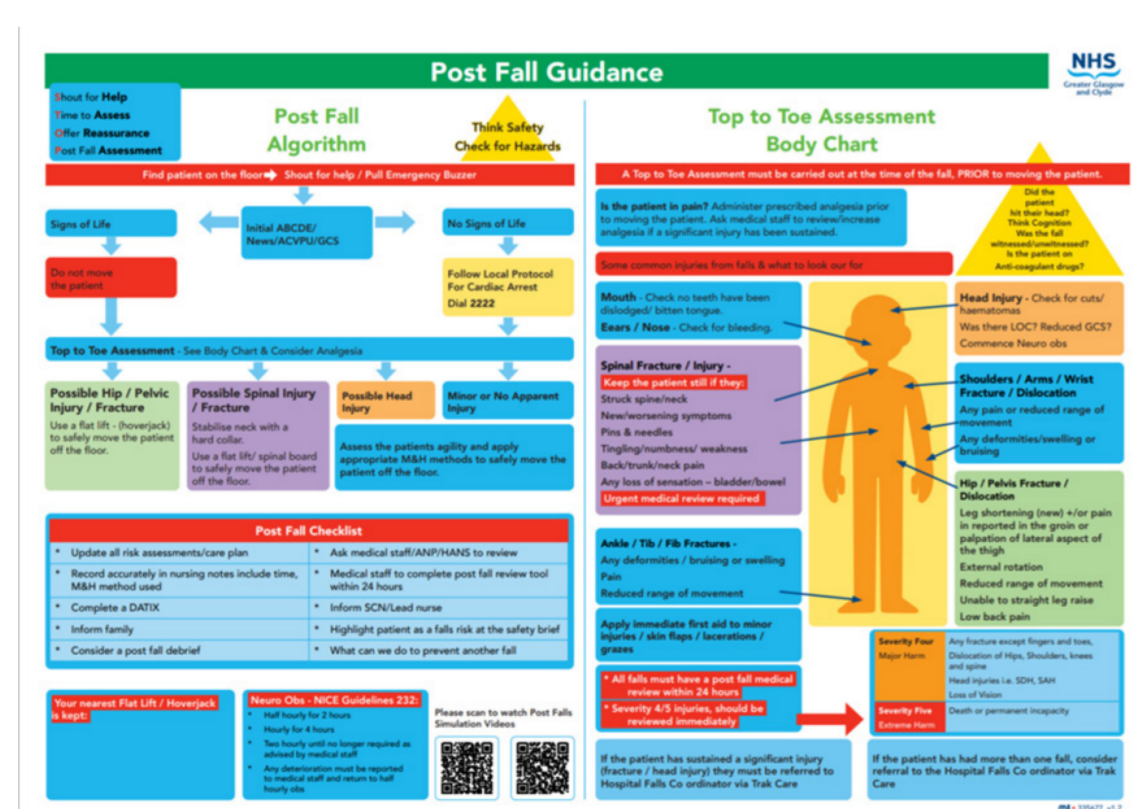 Post Fall Guidance
NHS
Greater Glasgow
and Clyde
Shout for Help
Time to Assess
Offer Reassurance
Post Fall Assessment
Post Fall
Algorithm
Think Safety
Check for Hazards
Find patient on the floor Shout for help / Pull Emergency Buzzer
Signs of Life
Initial ABCDE/
News/ACVPU/GCS
No Signs of Life
Do not move
the patient
Follow Local Protocol
For Cardiac Arrest
Dial 2222
Top to Toe Assessment - See Body Chart & Consider Analgesia
Possible Hip / Pelvic
Injury / Fracture
Use a flat lift - (hoverjack)
to safely move the patient
off the floor.
Possible Spinal Injury
/ Fracture
Stabilise neck with a
hard collar.
Use a flat lift/ spinal board
to safely move the patient
off the floor.
Possible Head
Injury
Minor or No Apparent
Injury
Assess the patients agility and apply
appropriate M&H methods to safely move the
patient off the floor.
Post Fall Checklist
* Update all risk assessments/care plan
* Ask medical staff/ANP/HANS to review
* Record accurately in nursing notes include time,
M&H method used
* Medical staff to complete post fall review tool
within 24 hours
* Complete a DATIX
* Inform SCN/Lead nurse
* Inform family
* Highlight patient as a falls risk at the safety brief
* Consider a post fall debrief
* What can we do to prevent another fall
Your nearest Flat Lift / Hoverjack
is kept:
Neuro Obs - NICE Guidelines 232:
* Half hourly for 2 hours
* Hourly for 4 hours
* Two hourly until no longer required as
advised by medical staff
* Any deterioration must be reported
to medical staff and return to half
hourly obs
Please scan to watch Post Falls
Simulation Videos
Top to Toe Assessment
Body Chart
A Top to Toe Assessment must be carried out at the time of the fall, PRIOR to moving the patient.
Is the patient in pain? Administer prescribed analgesia prior
to moving the patient. Ask medical staff to review/increase
analgesia if a significant injury has been sustained.
Did the
patient
hit their head?
Think Cognition
Was the fall
witnessed/unwitnessed?
Is the patient on
Anti-coagulant drugs?
Some common injuries from falls & what to look our for
Mouth - Check no teeth have been
dislodged/ bitten tongue.
Eears / Nose - Check for bleeding.
Spinal Fracture / Injury -
Keep the patient still if they:
Struck spine/neck
New/worsening symptoms
Pins & needles
Tingling/numbness/ weakness
Back/trunk/neck pain
Any loss of sensation – bladder/bowel
Urgent medical review required
Ankle / Tib / Fib Fractures -
Any deformities / bruising or swelling
Pain
Reduced range of movement
Apply immediate first aid to minor
injuries / skin flaps / lacerations /
grazes
* All falls must have a post fall medical
review within 24 hours
* Severity 4/5 injuries, should be
reviewed immediately
Head Injury - Check for cuts/
haematomas
Was there LOC? Reduced GCS?
Commence Neuro obs
Shoulders / Arms / Wrist
Fracture / Dislocation
Any pain or reduced range of
movement
Any deformities/swelling or
bruising
Hip / Pelvis Fracture /
Dislocation
Leg shortening (new) +/or pain
in reported in the groin or
palpation of lateral aspect of
the thigh
External rotation
Reduced range of movement
Unable to straight leg raise
Low back pain
Severity Four
Major Harm
Any fracture except fingers and toes,
Dislocation of Hips, Shoulders, knees
and spine
Head injuries i.e. SDH, SAH
Loss of Vision
Severity Five
Extreme Harm
Death or permanent incapacity
If the patient has sustained a significant injury
(fracture / head injury) they must be referred to
Hospital Falls Co ordinator via Trak Care
If the patient has had more than one fall, consider
referral to the Hospital Falls Co ordinator via Trak
Care